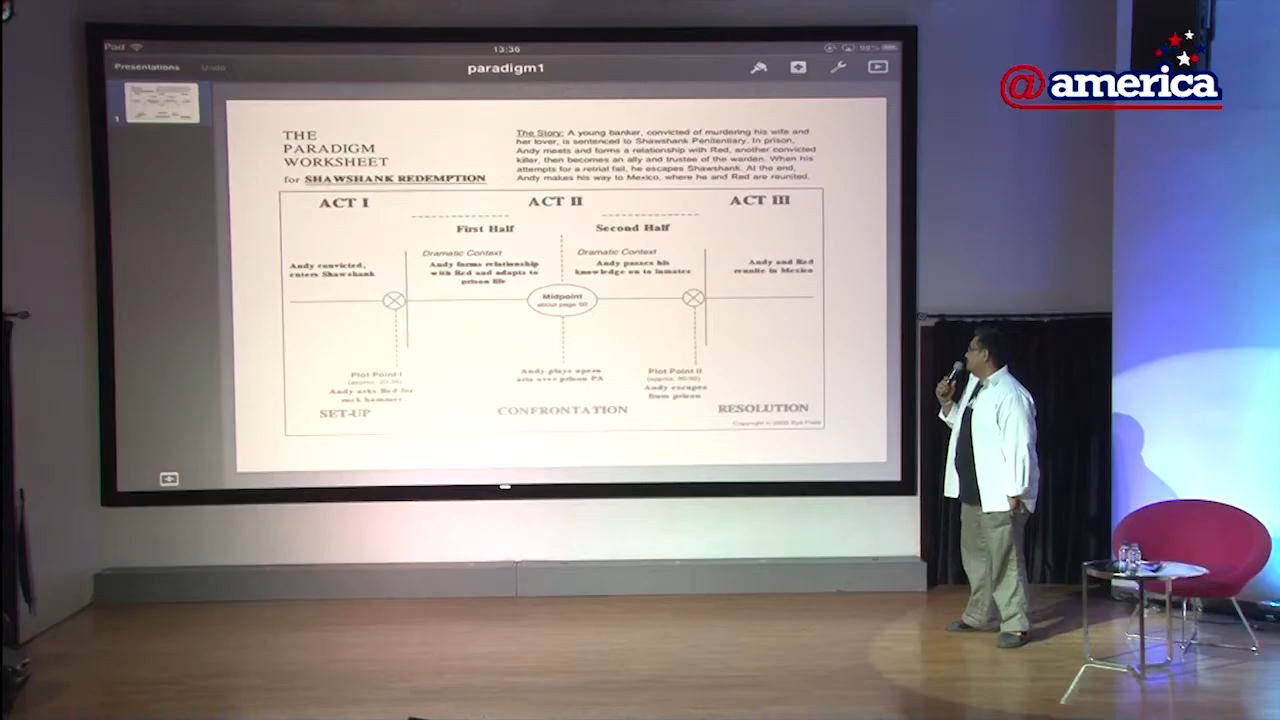 iPad
13:36
98%
Presentations
Undo
paradigm1
1
THE
PARADIGM
WORKSHEET
for SHAWSHANK REDEMPTION
The Story: A young banker, convicted of murdering his wife and
her lover, is sentenced to Shawshank Penitentiary. In prison,
Andy meets and forms a relationship with Red, another convicted
killer, then becomes an ally and trustee of the warden. When his
attempts for a retrial fail, he escapes Shawshank. At the end,
Andy makes his way to Mexico, where he and Red are reunited.
ACT I
ACT II
ACT III
First Half
Second Half
Dramatic Context
Dramatic Context
Andy convicted,
enters Shawshank
Andy forms relationship
with Red and adapts to
prison life
Andy passes his
knowledge on to inmates
Andy and Red
reunite in Mexico
Midpoint
about page 60
Plot Point I
(approx.
Andy asks Red for
rock hammer
Andy plays opera
aria over prison PA
Plot Point II
(approx. 80-90)
Andy escapes
from prison
SET-UP
CONFRONTATION
RESOLUTION
Copyright
@america